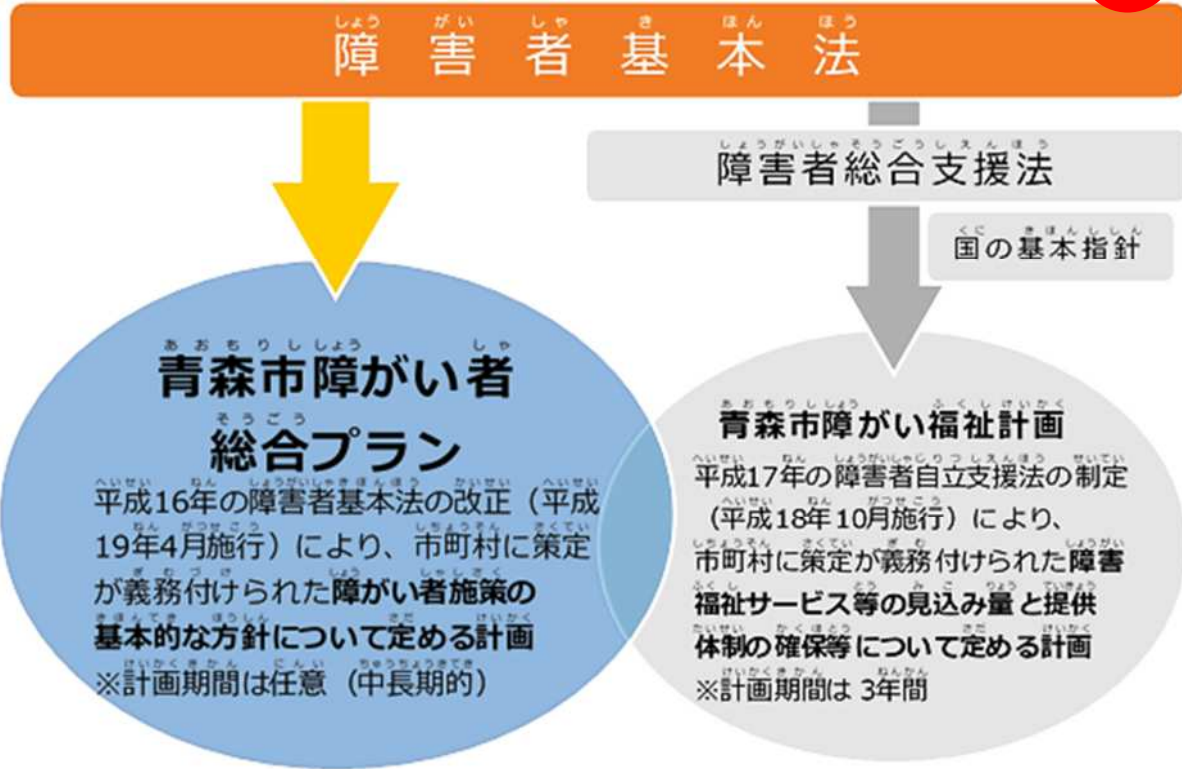 障害者基本法
障害者総合支援法
国の基本指針
青森市障がい者
総合プラン
平成16年の障害者基本法の改正（平成
19年4月施行）により、市町村に策定
が義務付けられた障がい者施策の
基本的な方針について定める計画
※計画期間は任意（中長期的）
青森市障がい福祉計画
平成17年の障害者自立支援法の制定
（平成18年10月施行）により、
市町村に策定が義務付けられた障害
福祉サービス等の見込み量と提供
体制の確保等について定める計画
※計画期間は 3年間